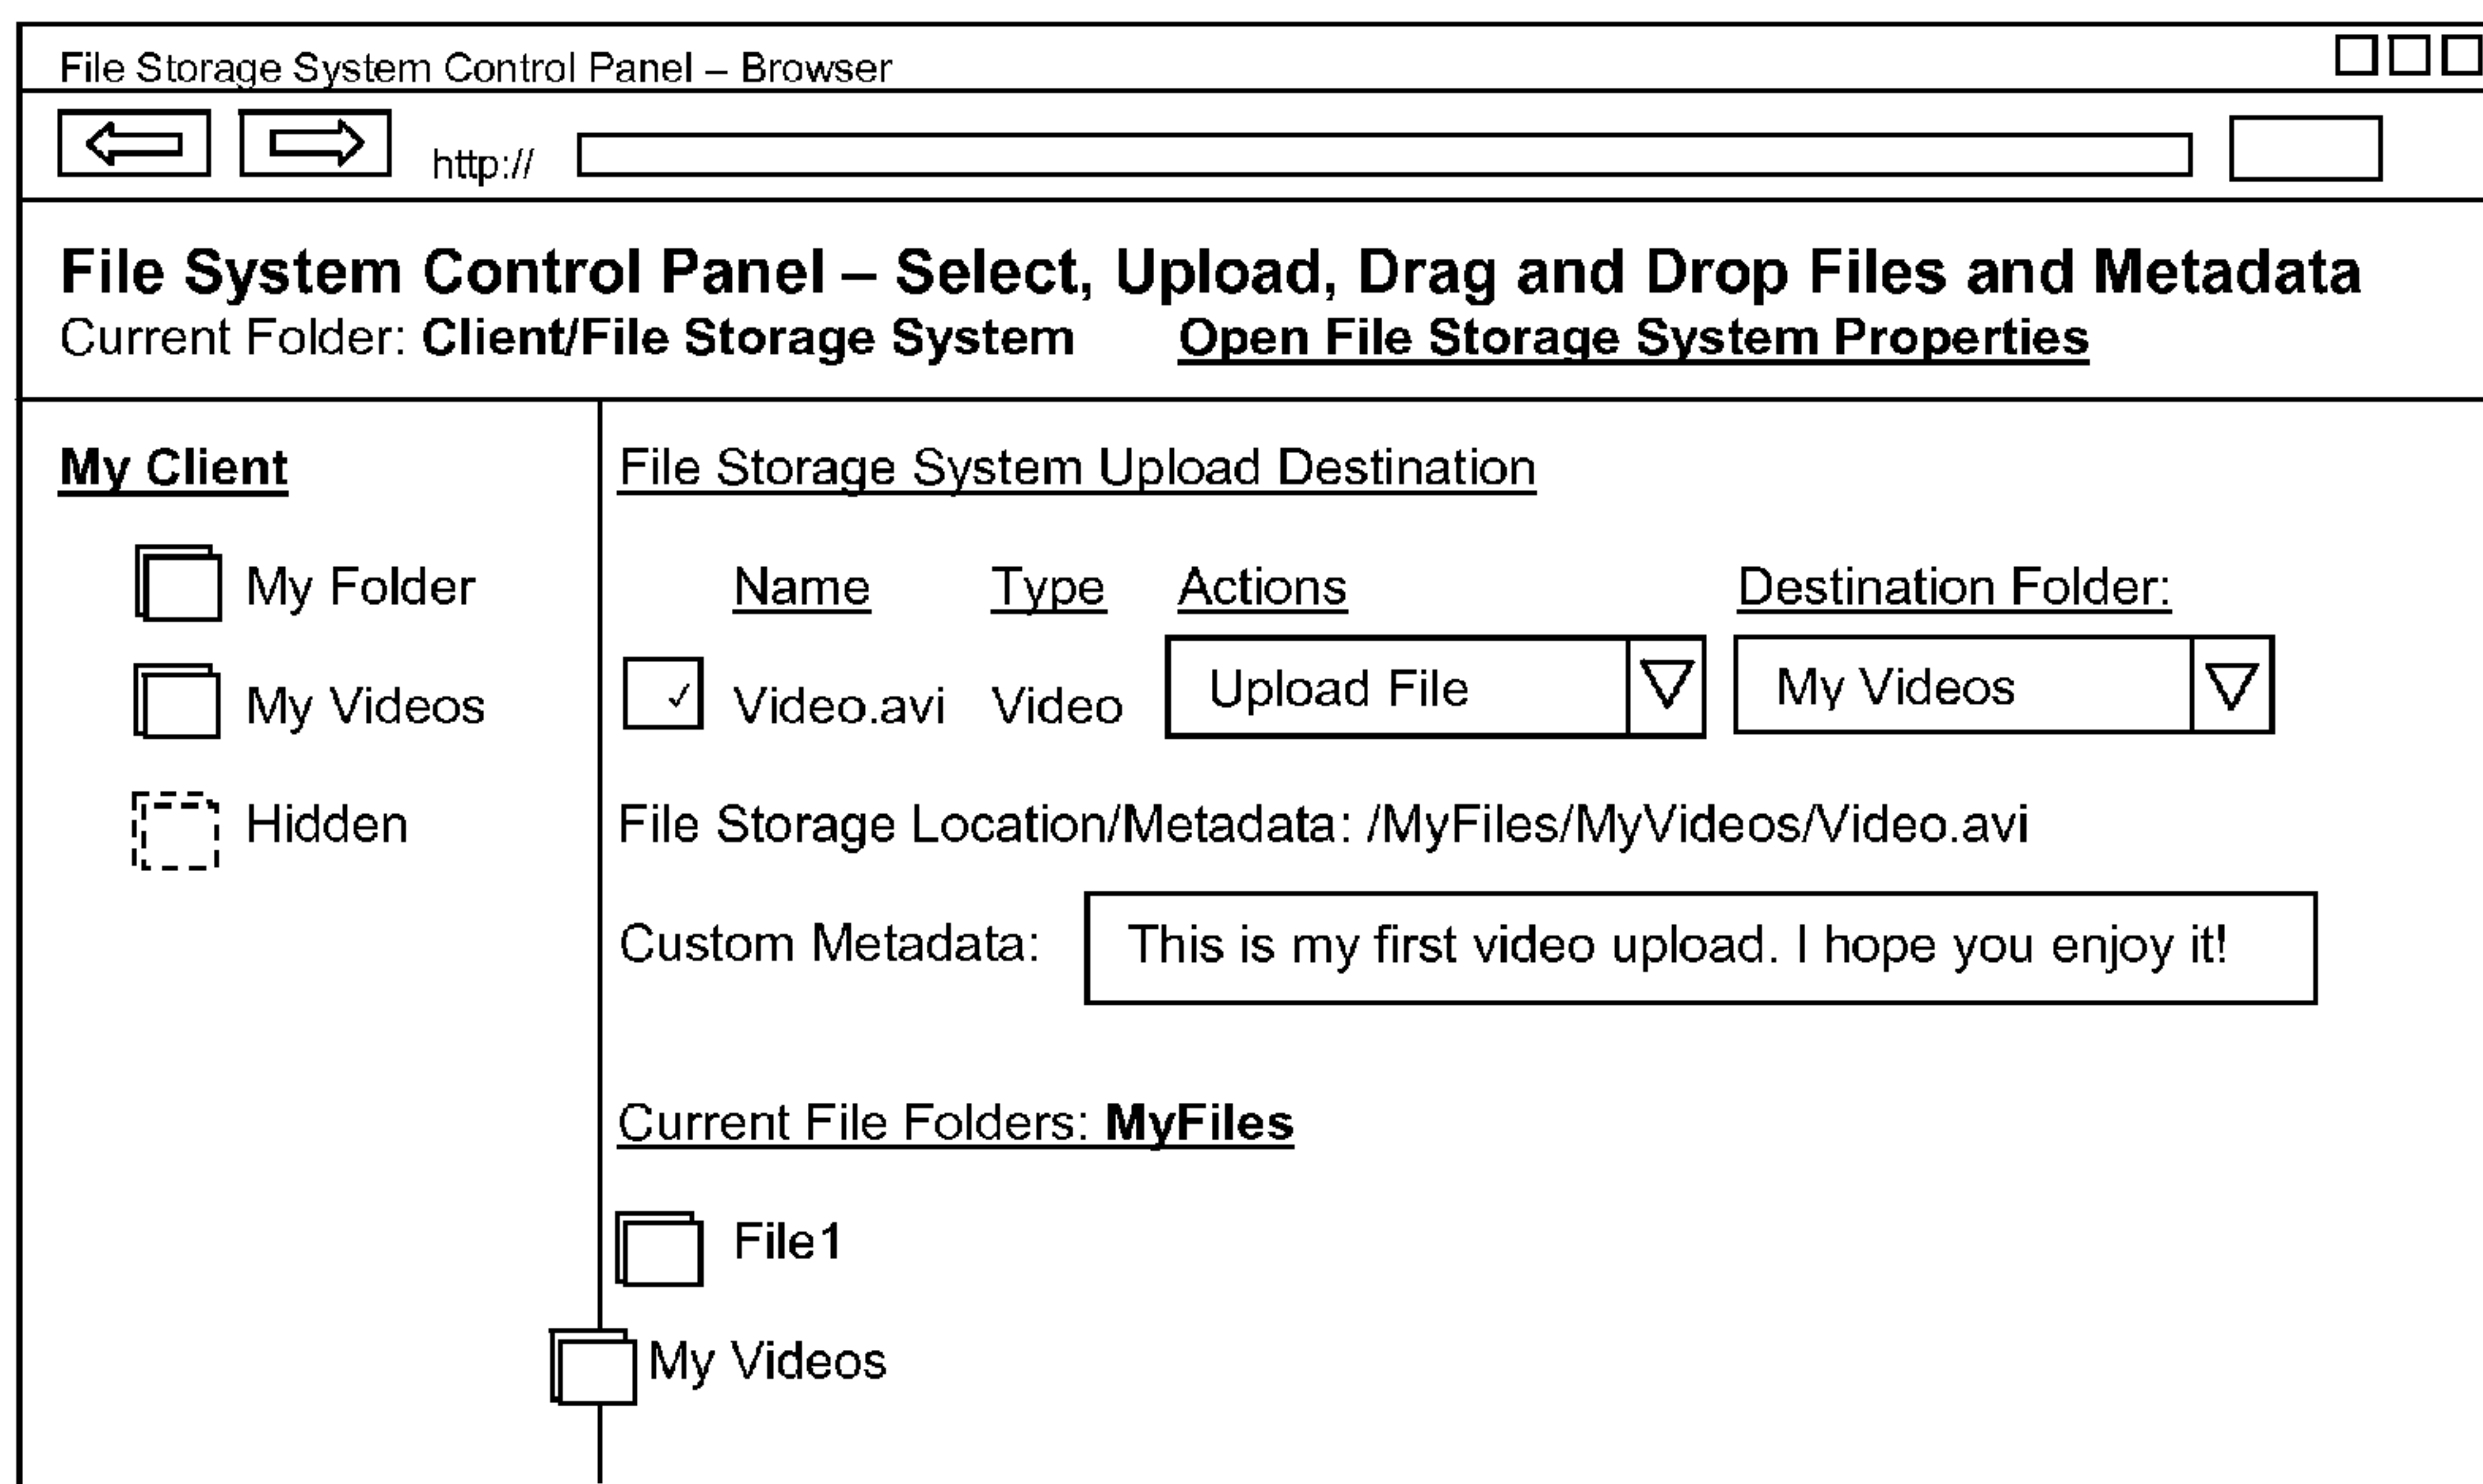 File Storage System Control Panel – Browser
http://
File System Control Panel – Select, Upload, Drag and Drop Files and Metadata
Current Folder: Client/File Storage System Open File Storage System Properties
My Client
My Folder
My Videos
Hidden
File Storage System Upload Destination
Name Type Actions Destination Folder:
Video.avi Video Upload File My Videos
File Storage Location/Metadata: /MyFiles/MyVideos/Video.avi
Custom Metadata: This is my first video upload. I hope you enjoy it!
Current File Folders: MyFiles
File1
My Videos